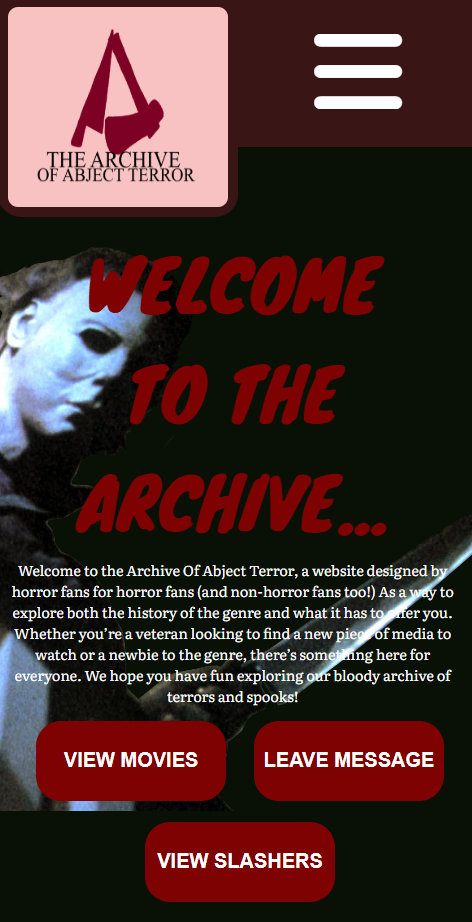 THE ARCHIVE
OF ABJECT TERROR
WELCOME
TO THE
ARCHIVE...
Welcome to the Archive Of Abject Terror, a website designed by
horror fans for horror fans (and non-horror fans too!) As a way to
explore both the history of the genre and what it has to offer you.
Whether you're a veteran looking to find a new piece of media to
watch or a newbie to the genre, there's something here for
everyone. We hope you have fun exploring our bloody archive of
terrors and spooks!
VIEW MOVIES
LEAVE MESSAGE
VIEW SLASHERS